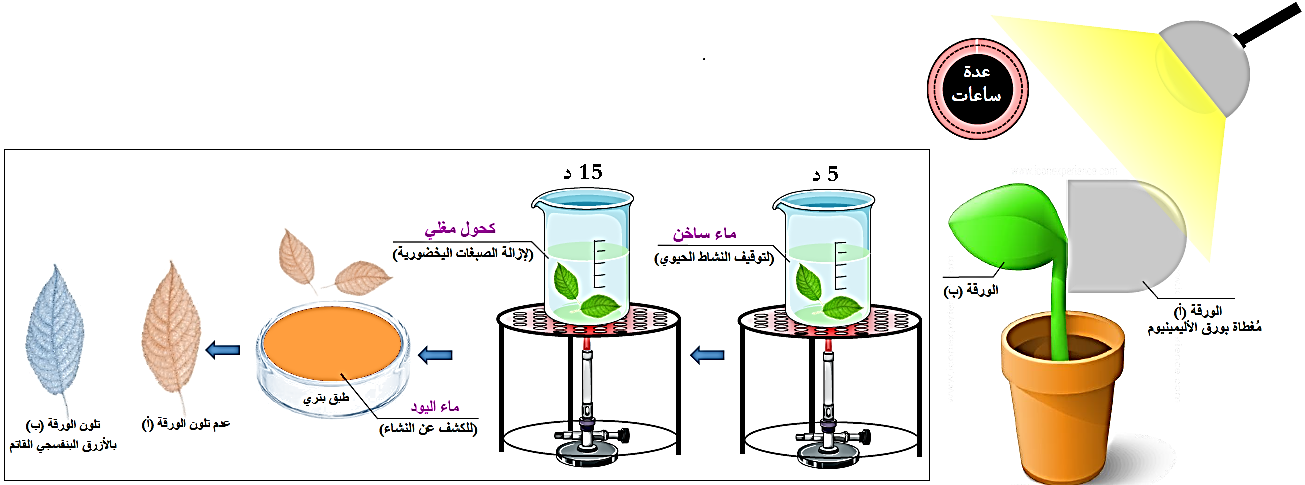 عدة
ساعات
الورقة (ب)
الورقة (أ)
مُغطاة بورق الأليمينيوم
5 د
ماء ساخن
(لتوقيف النشاط الحيوي)
15 د
كحول مغلي
(لإزالة الصبغات اليخضورية)
طبق بتري
ماء اليود
(للكشف عن النشاء)
عدم تلون الورقة (أ)
تلون الورقة (ب)
بالأزرق البنفسجي القاتم